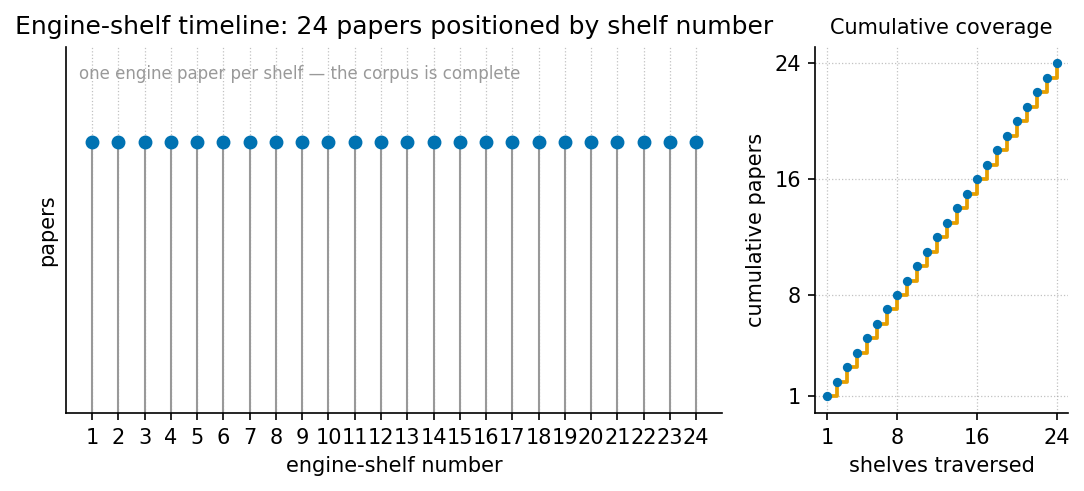 Engine-shelf timeline: 24 papers positioned by shelf number
one engine paper per shelf — the corpus is complete
papers
1 2 3 4 5 6 7 8 9 10 11 12 13 14 15 16 17 18 19 20 21 22 23 24
engine-shelf number
Cumulative coverage
cumulative papers
24
16
8
1
1 8 16 24
shelves traversed